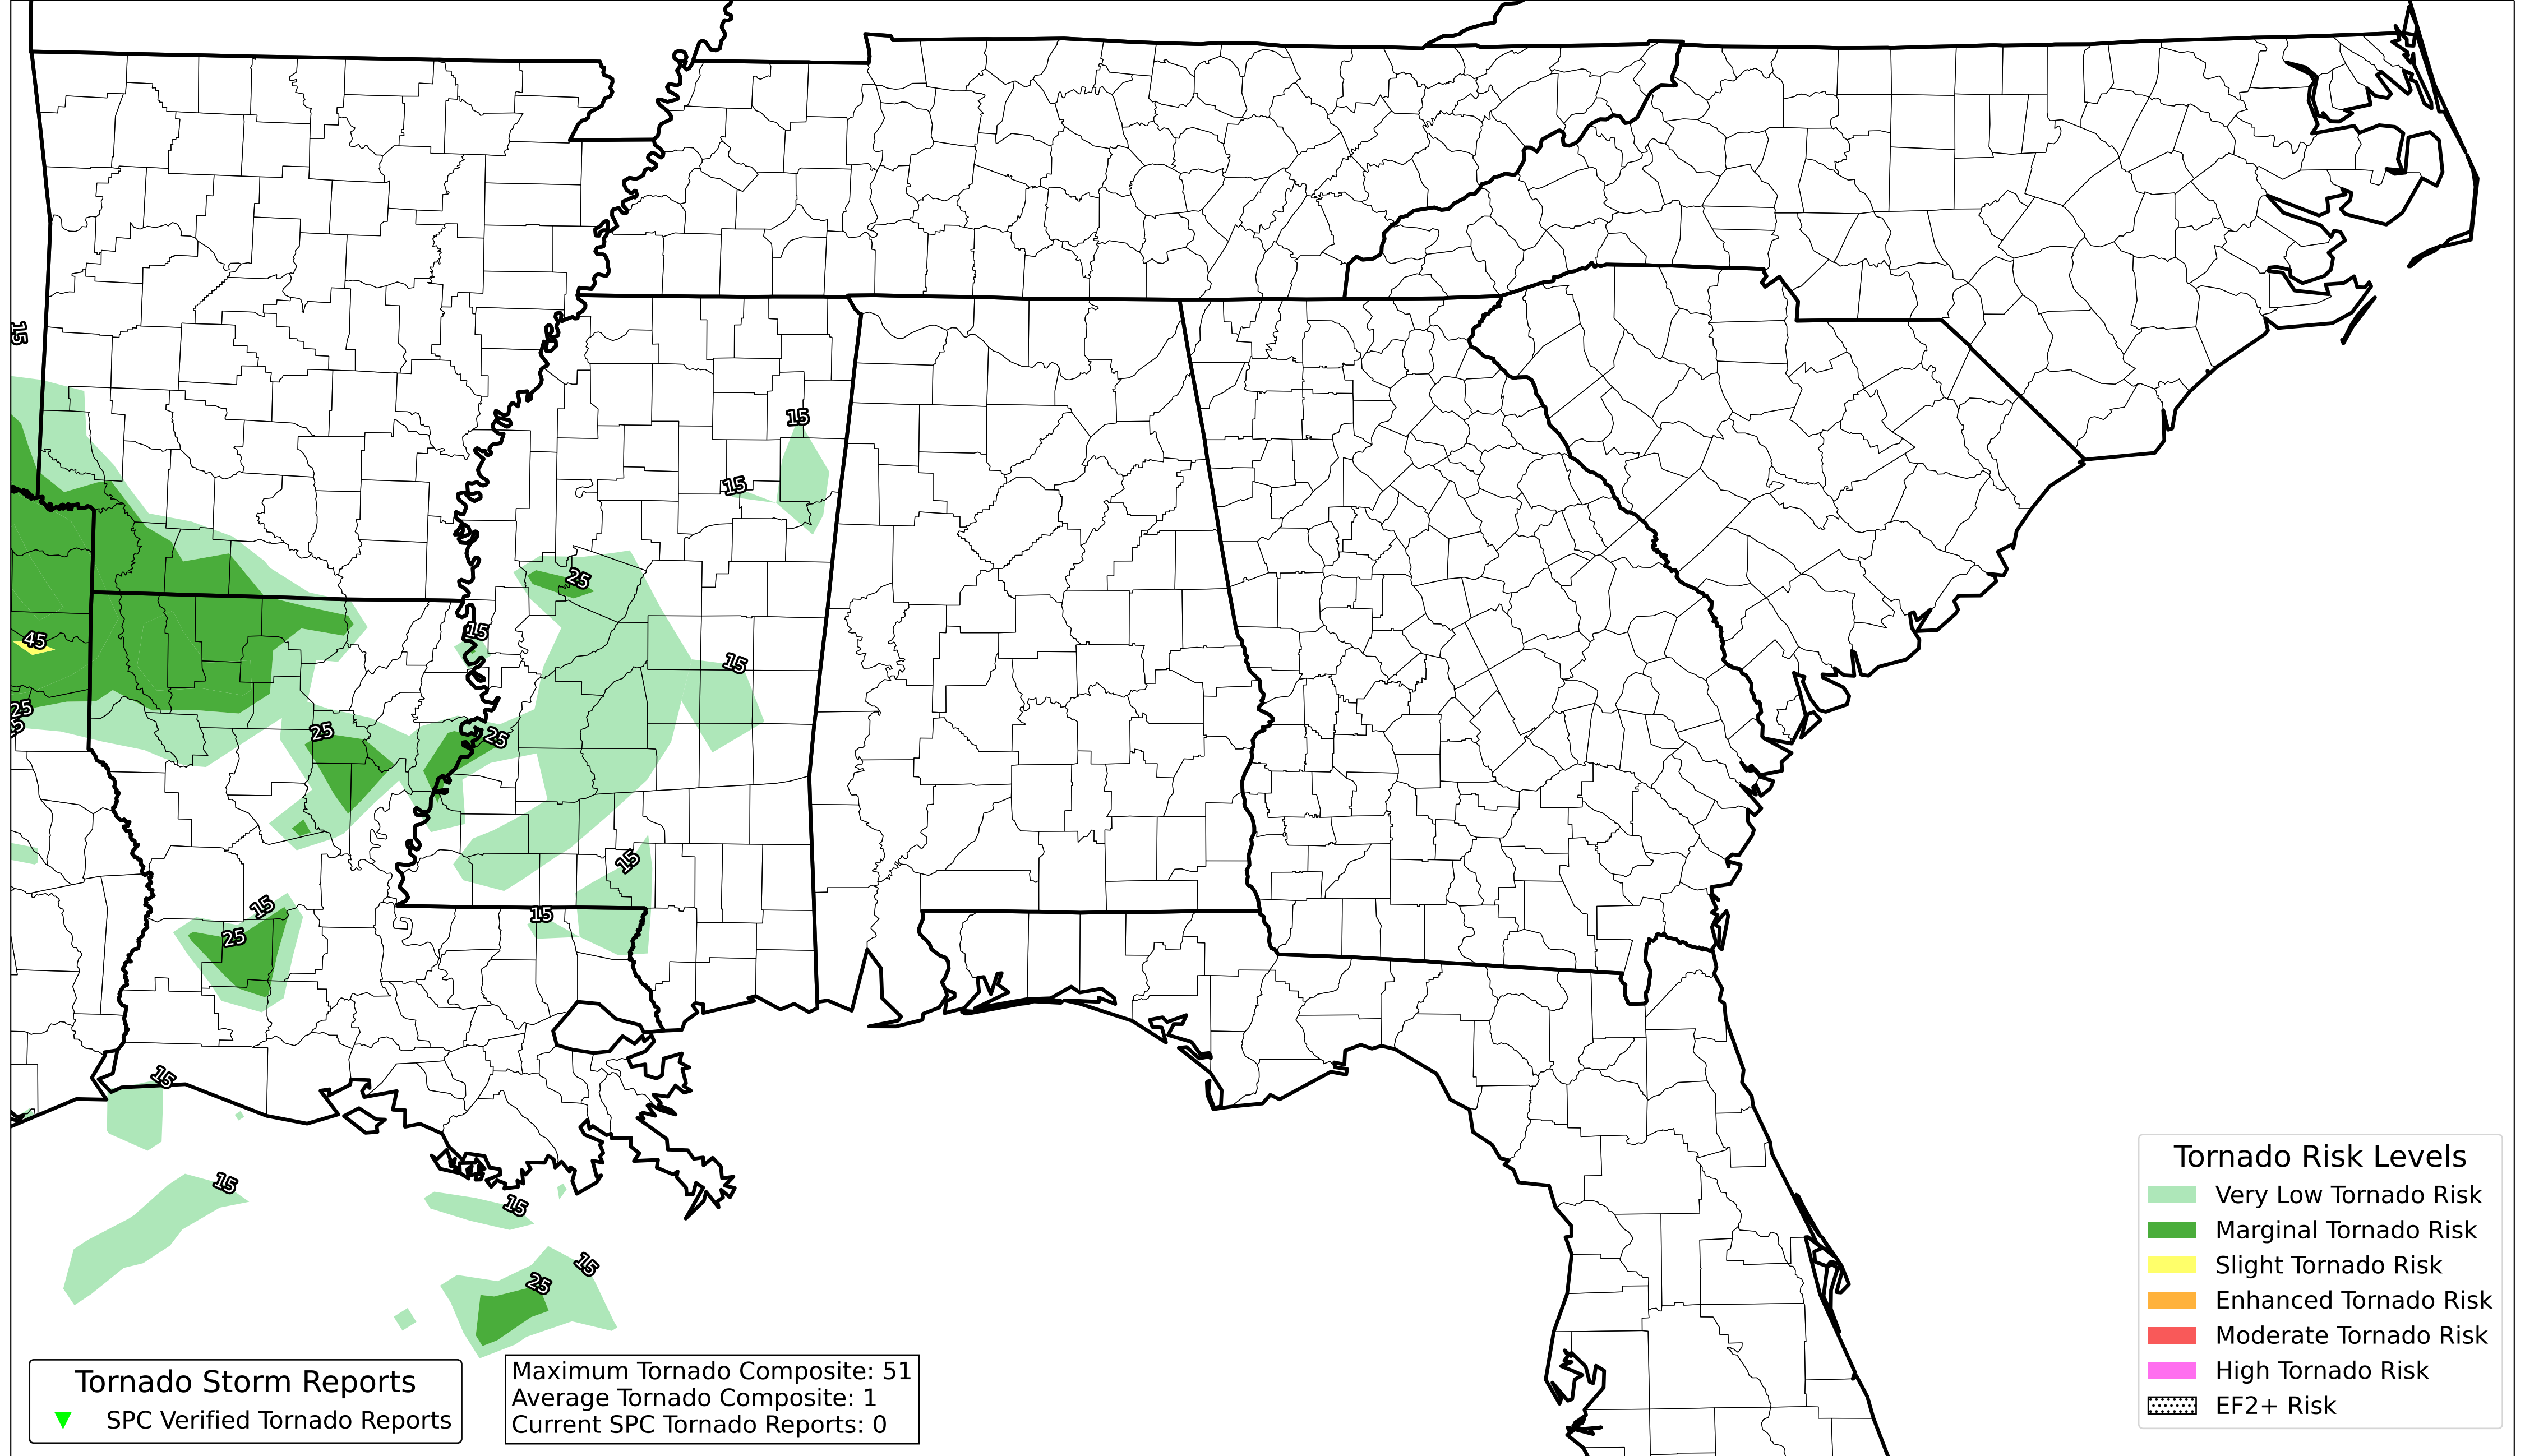 15
15
15
25
15
45
15
25
25
25
15
15
15
25
15
15
15
15
25
15
Tornado Risk Levels
Very Low Tornado Risk
Marginal Tornado Risk
Slight Tornado Risk
Enhanced Tornado Risk
Moderate Tornado Risk
High Tornado Risk
EF2+ Risk
Tornado Storm Reports
SPC Verified Tornado Reports
Maximum Tornado Composite: 51
Average Tornado Composite: 1
Current SPC Tornado Reports: 0